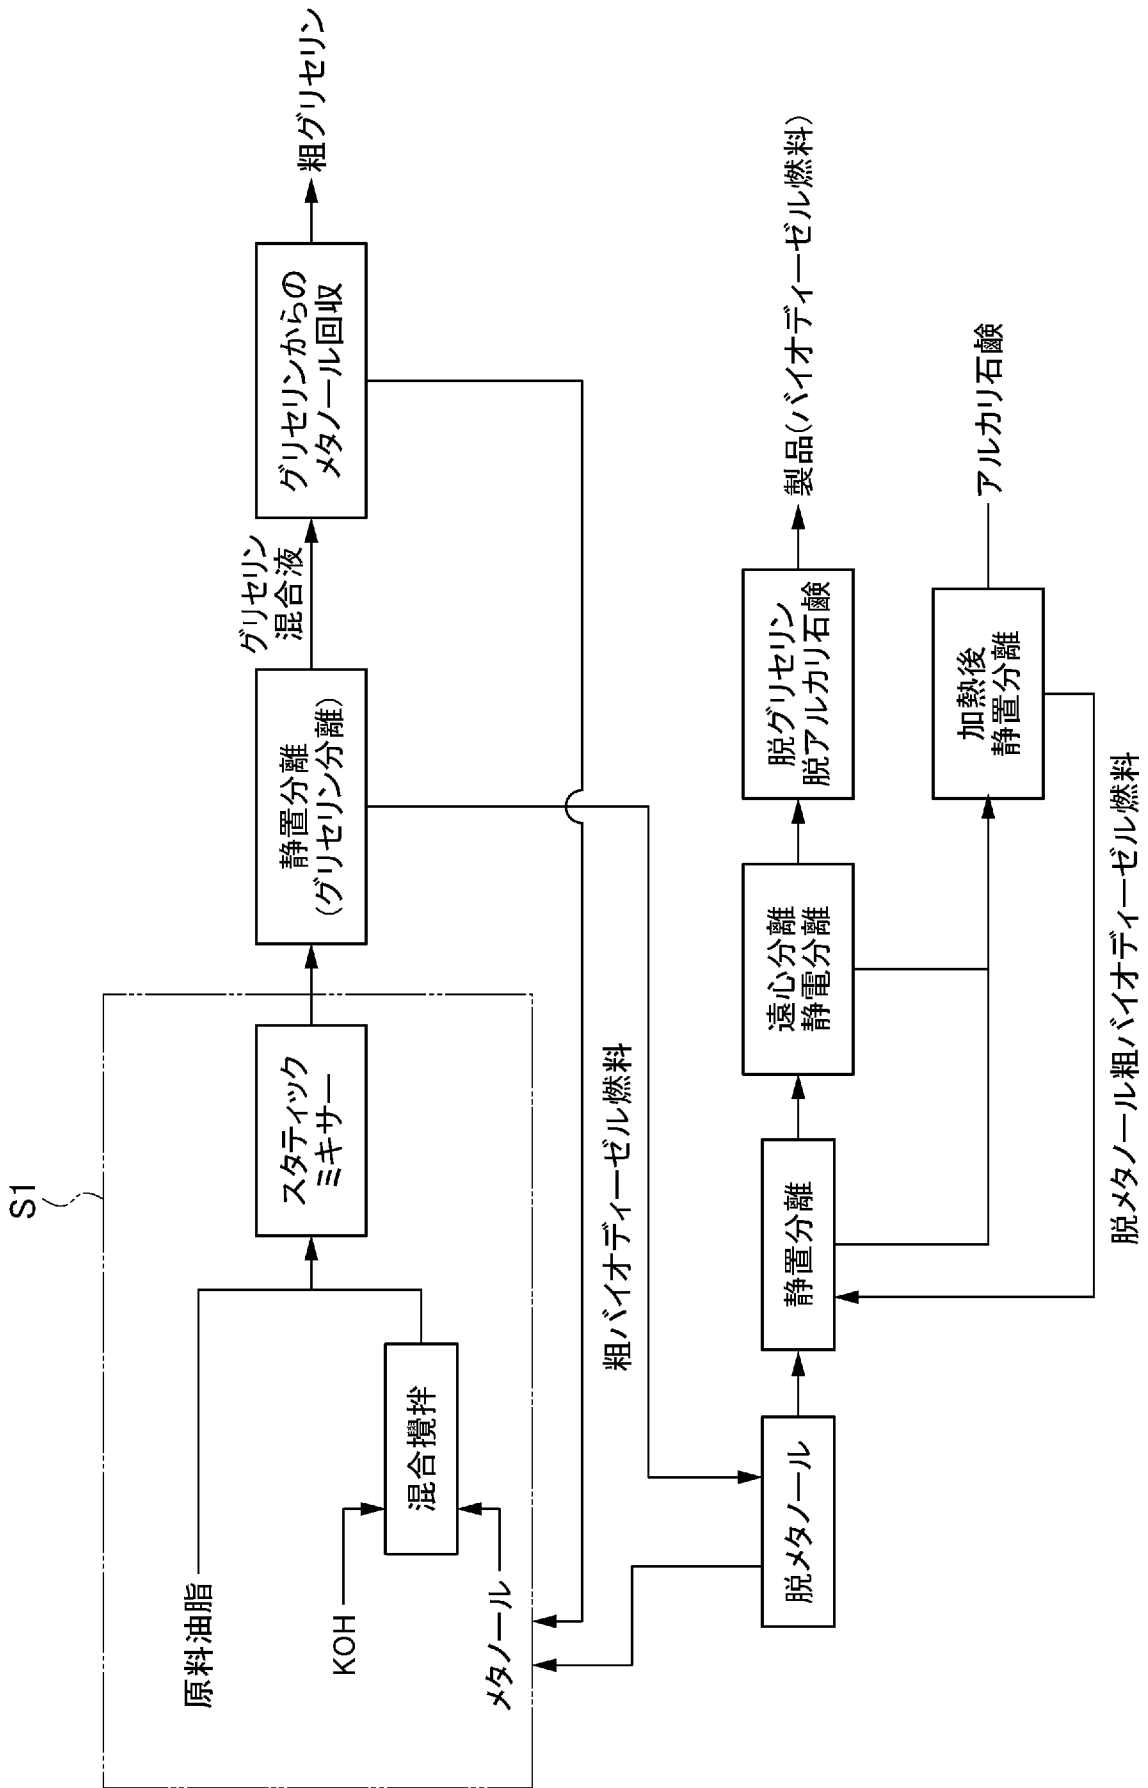 S1
原料油脂
KOH
メタノール
混合攪拌
スタティック
ミキサー
静置分離
(グリセリン分離)
グリセリン
混合液
グリセリンからの
メタノール回収
粗グリセリン
粗バイオディーゼル燃料
脱メタノール
静置分離
遠心分離
静電分離
脱グリセリン
脱アルカリ石鹸
製品(バイオディーゼル燃料)
加熱後
静置分離
アルカリ石鹸
脱メタノール粗バイオディーゼル燃料